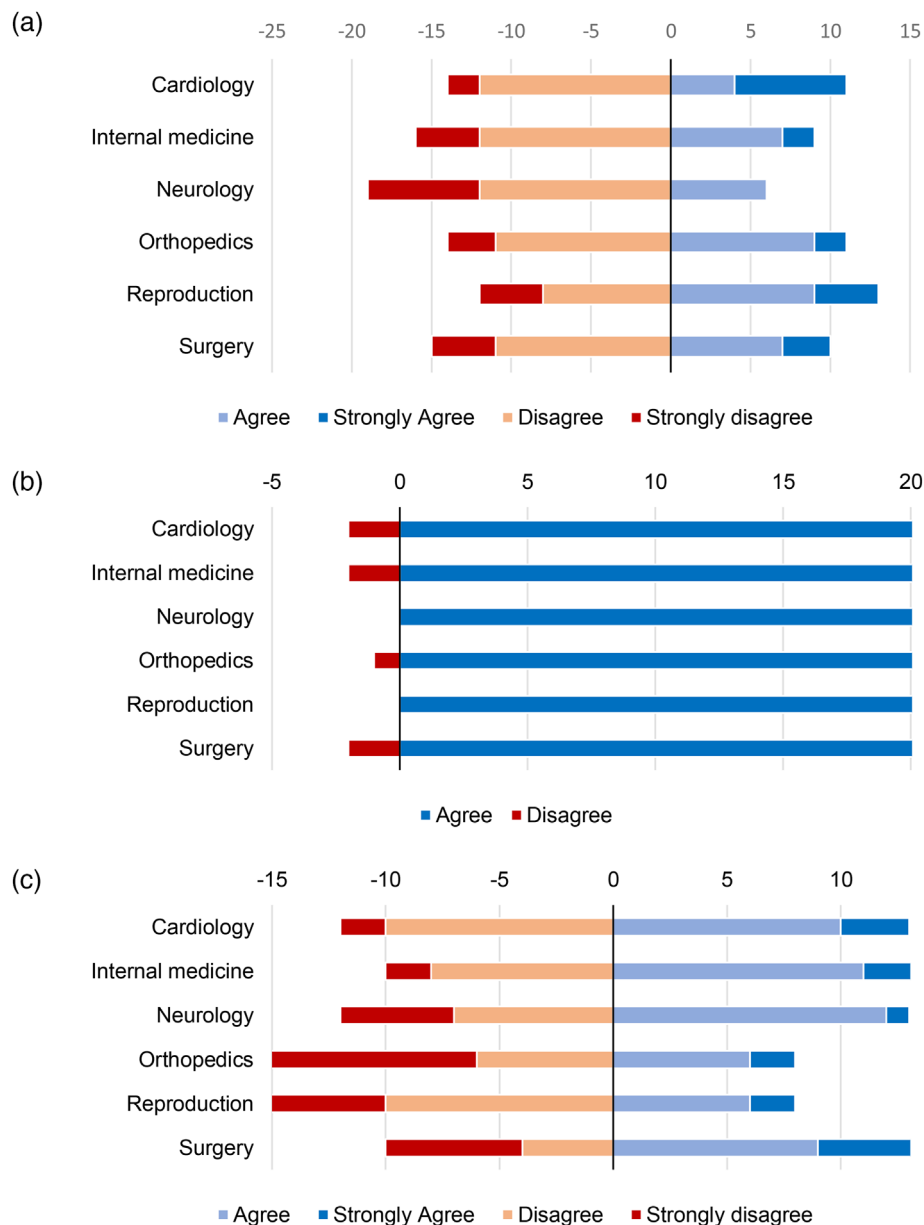 (a)
-25 -20 -15 -10 -5 0 5 10 15
Cardiology
Internal medicine
Neurology
Orthopedics
Reproduction
Surgery
Agree Strongly Agree Disagree Strongly disagree
(b)
-5 0 5 10 15 20
Cardiology
Internal medicine
Neurology
Orthopedics
Reproduction
Surgery
Agree Disagree
(c)
-15 -10 -5 0 5 10
Cardiology
Internal medicine
Neurology
Orthopedics
Reproduction
Surgery
Agree Strongly Agree Disagree Strongly disagree